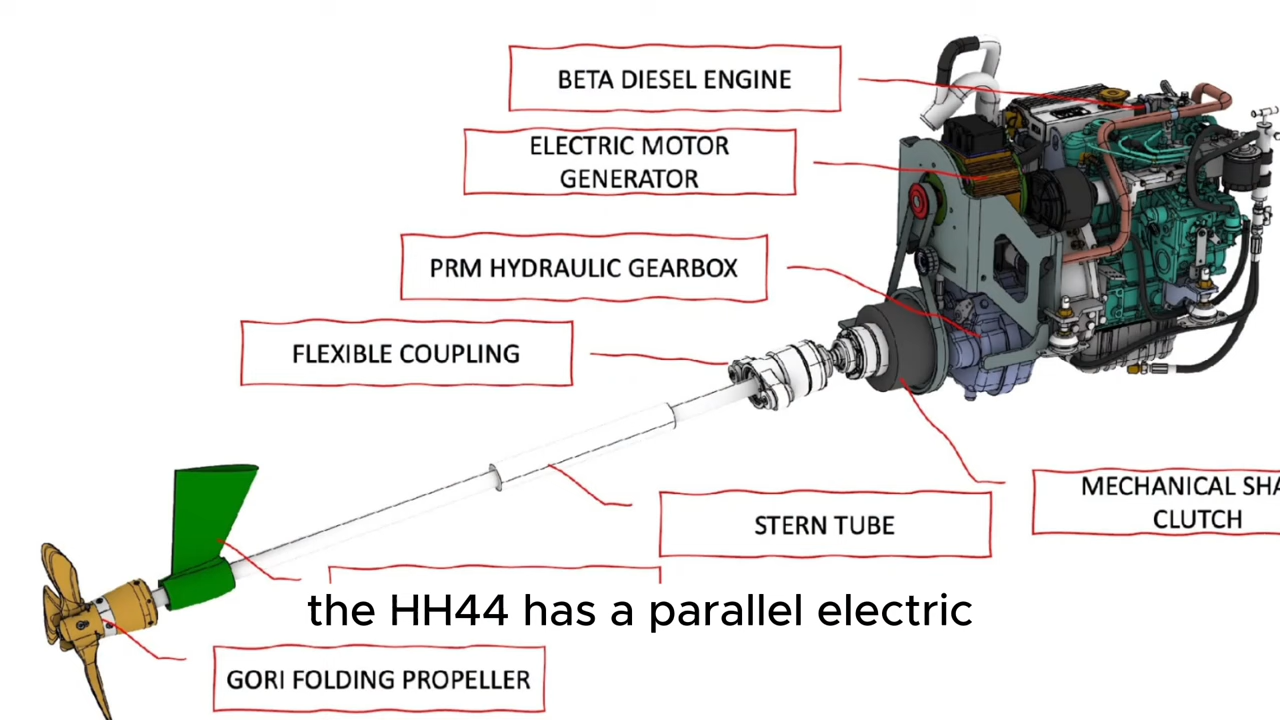 BETA DIESEL ENGINE
ELECTRIC MOTOR
GENERATOR
PRM HYDRAULIC GEARBOX
FLEXIBLE COUPLING
MECHANICAL
CLUTCH
STERN TUBE
the HH44 has a parallel electric
GORI FOLDING PROPELLER